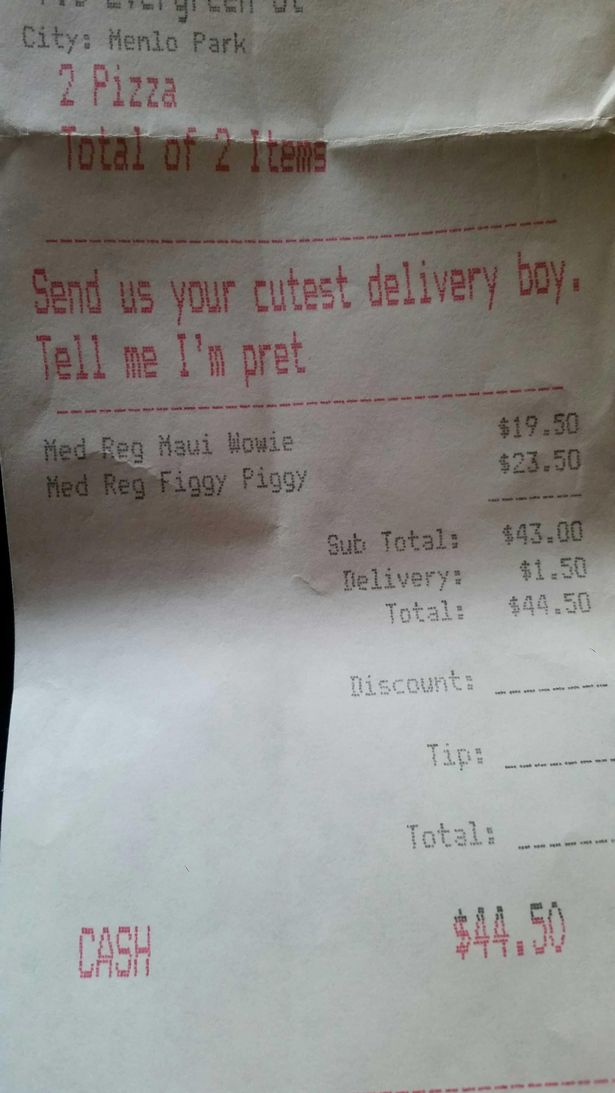 Evergreen St
City: Menlo Park
2 Pizza
Total of 2 Items
Send us your cutest delivery boy.
Tell me I'm pret
Med Reg Maui Wowie $19.50
Med Reg Figgy Piggy $23.50
Sub Total: $43.00
Delivery: $1.50
Total: $44.50
Discount:
Tip:
Total:
CASH $44.50